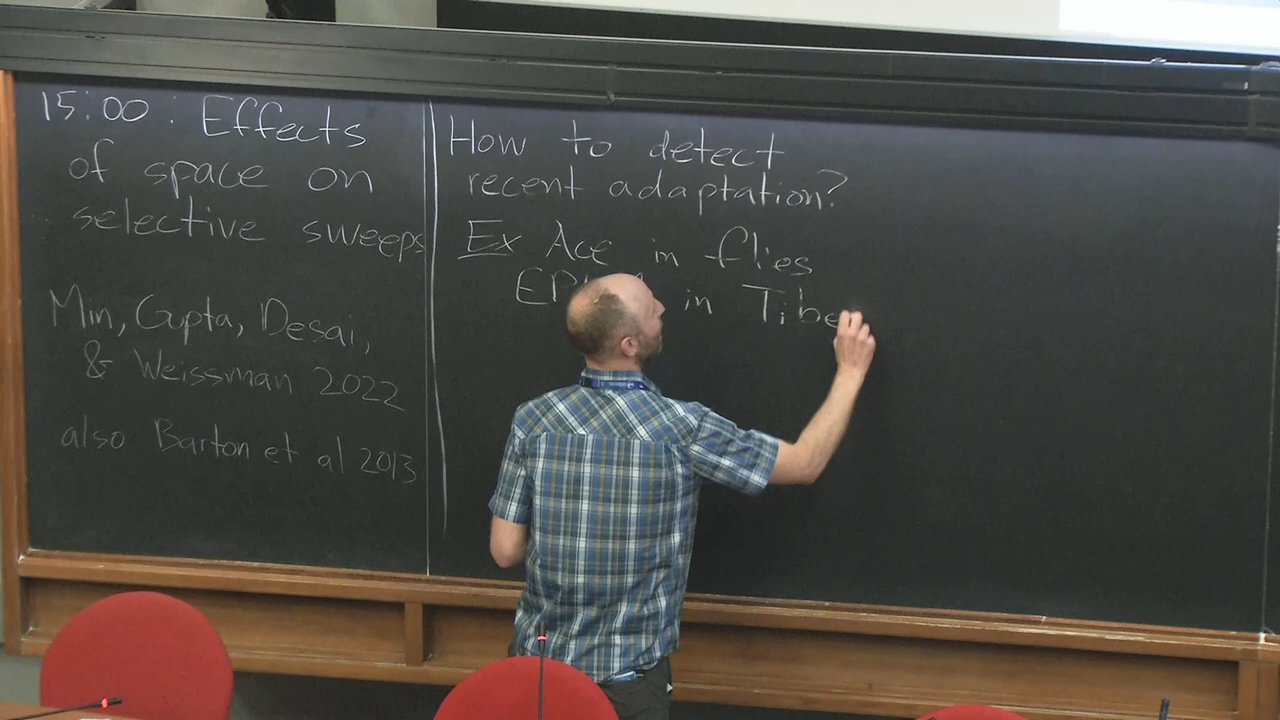 15:00 : Effects
of space on
selective sweeps
Min, Gupta, Desai,
& Weissman 2022
also Barton et al 2013
How to detect
recent adaptation?
Ex Ace in flies
in Tibe